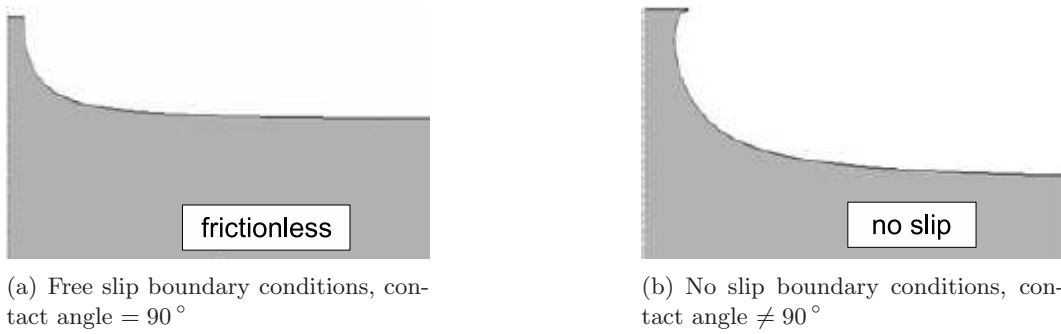 frictionless
no slip
(a) Free slip boundary conditions, con-
tact angle = 90 °
(b) No slip boundary conditions, con-
tact angle ≠ 90 °